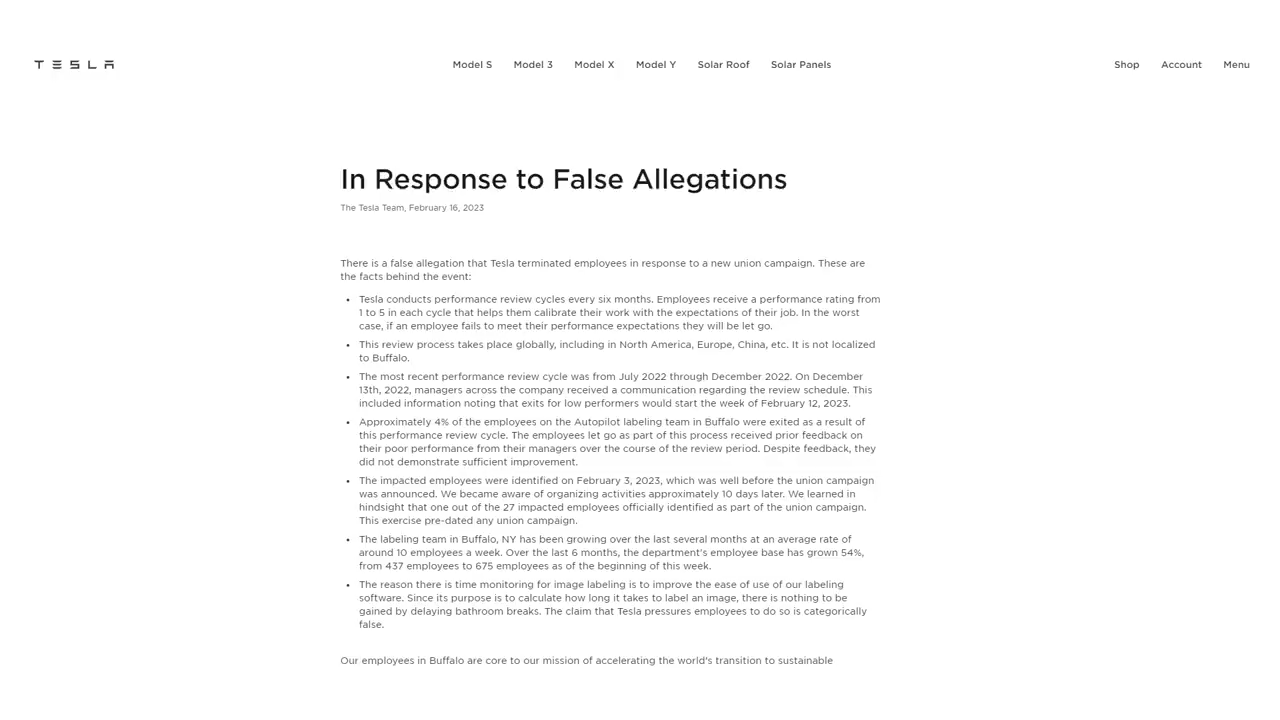 TESLA
Model S
Model 3
Model X
Model Y
Solar Roof
Solar Panels
Shop
Account
Menu
In Response to False Allegations
The Tesla Team, February 16, 2023
There is a false allegation that Tesla terminated employees in response to a new union campaign. These are
the facts behind the event:
• Tesla conducts performance review cycles every six months. Employees receive a performance rating from
1 to 5 in each cycle that helps them calibrate their work with the expectations of their job. In the worst
case, if an employee fails to meet their performance expectations they will be let go.
• This review process takes place globally, including in North America, Europe, China, etc. It is not localized
to Buffalo.
• The most recent performance review cycle was from July 2022 through December 2022. On December
13th, 2022, managers across the company received a communication regarding the review schedule. This
included information noting that exits for low performers would start the week of February 12, 2023.
• Approximately 4% of the employees on the Autopilot labeling team in Buffalo were exited as a result of
this performance review cycle. The employees let go as part of this process received prior feedback on
their poor performance from their managers over the course of the review period. Despite feedback, they
did not demonstrate sufficient improvement.
• The impacted employees were identified on February 3, 2023, which was well before the union campaign
was announced. We became aware of organizing activities approximately 10 days later. We learned in
hindsight that one out of the 27 impacted employees officially identified as part of the union campaign.
This exercise pre-dated any union campaign.
• The labeling team in Buffalo, NY has been growing over the last several months at an average rate of
around 10 employees a week. Over the last 6 months, the department's employee base has grown 54%,
from 437 employees to 675 employees as of the beginning of this week.
• The reason there is time monitoring for image labeling is to improve the ease of use of our labeling
software. Since its purpose is to calculate how long it takes to label an image, there is nothing to be
gained by delaying bathroom breaks. The claim that Tesla pressures employees to do so is categorically
false.
Our employees in Buffalo are core to our mission of accelerating the world's transition to sustainable